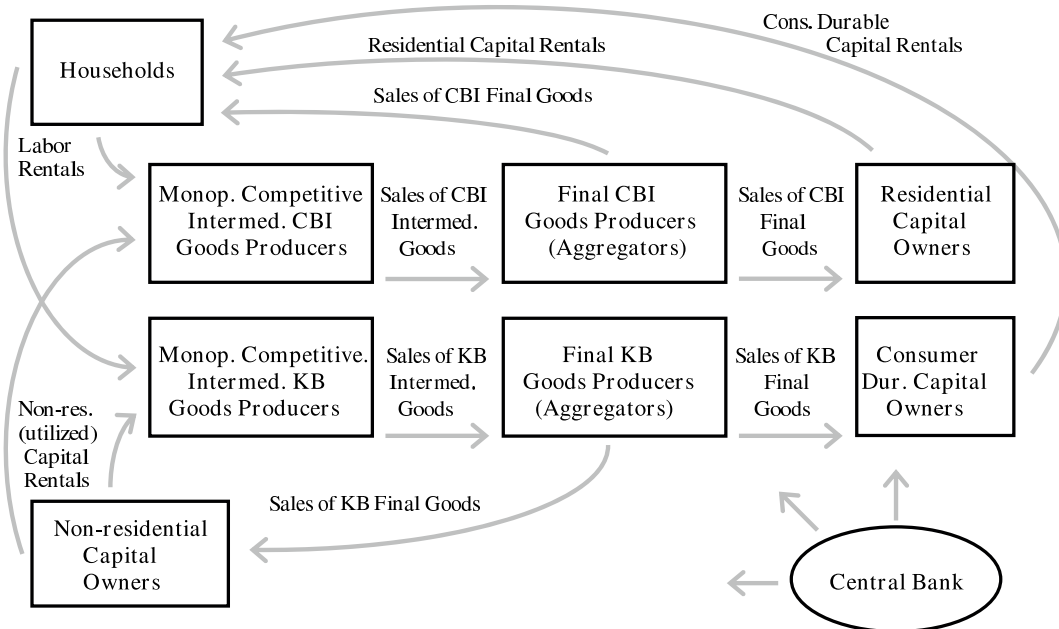 Cons. Durable
Capital Rentals
Residential Capital Rentals
Households
Sales of CBI Final Goods
Labor
Rentals
Monop. Competitive
Intermed. CBI
Goods Producers
Sales of CBI
Intermed.
Goods
Final CBI
Goods Producers
(Aggregators)
Sales of CBI
Final
Goods
Residential
Capital
Owners
Monop. Competitive.
Intermed. KB
Goods Producers
Sales of KB
Intermed.
Goods
Final KB
Goods Producers
(Aggregators)
Sales of KB
Final
Goods
Consumer
Dur. Capital
Owners
Non-res.
(utilized)
Capital
Rentals
Sales of KB Final Goods
Non-residential
Capital
Owners
Central Bank